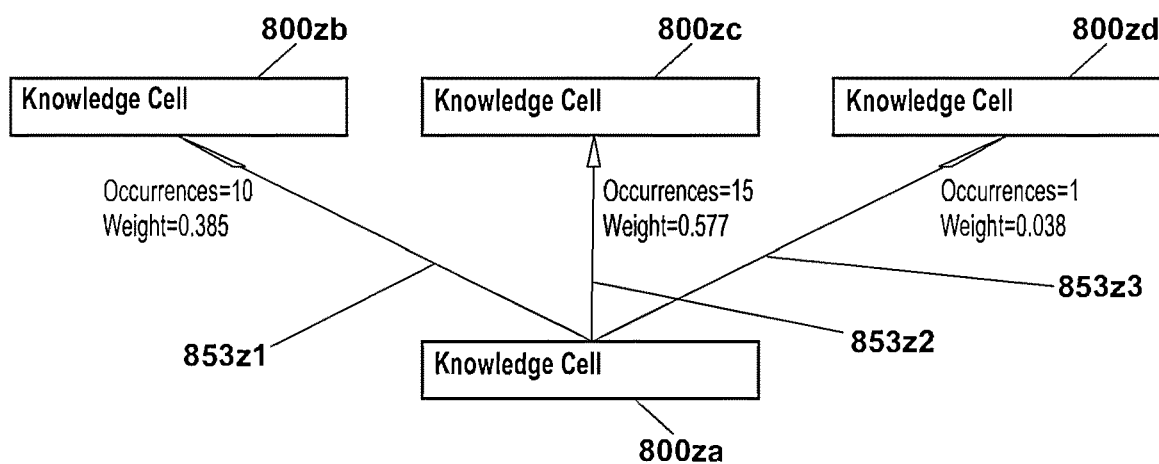 800zb
800zc
800zd
Knowledge Cell
Knowledge Cell
Knowledge Cell
Occurrences=10
Weight=0.385
Occurrences=15
Weight=0.577
Occurrences=1
Weight=0.038
853z3
853z2
853z1
Knowledge Cell
800za